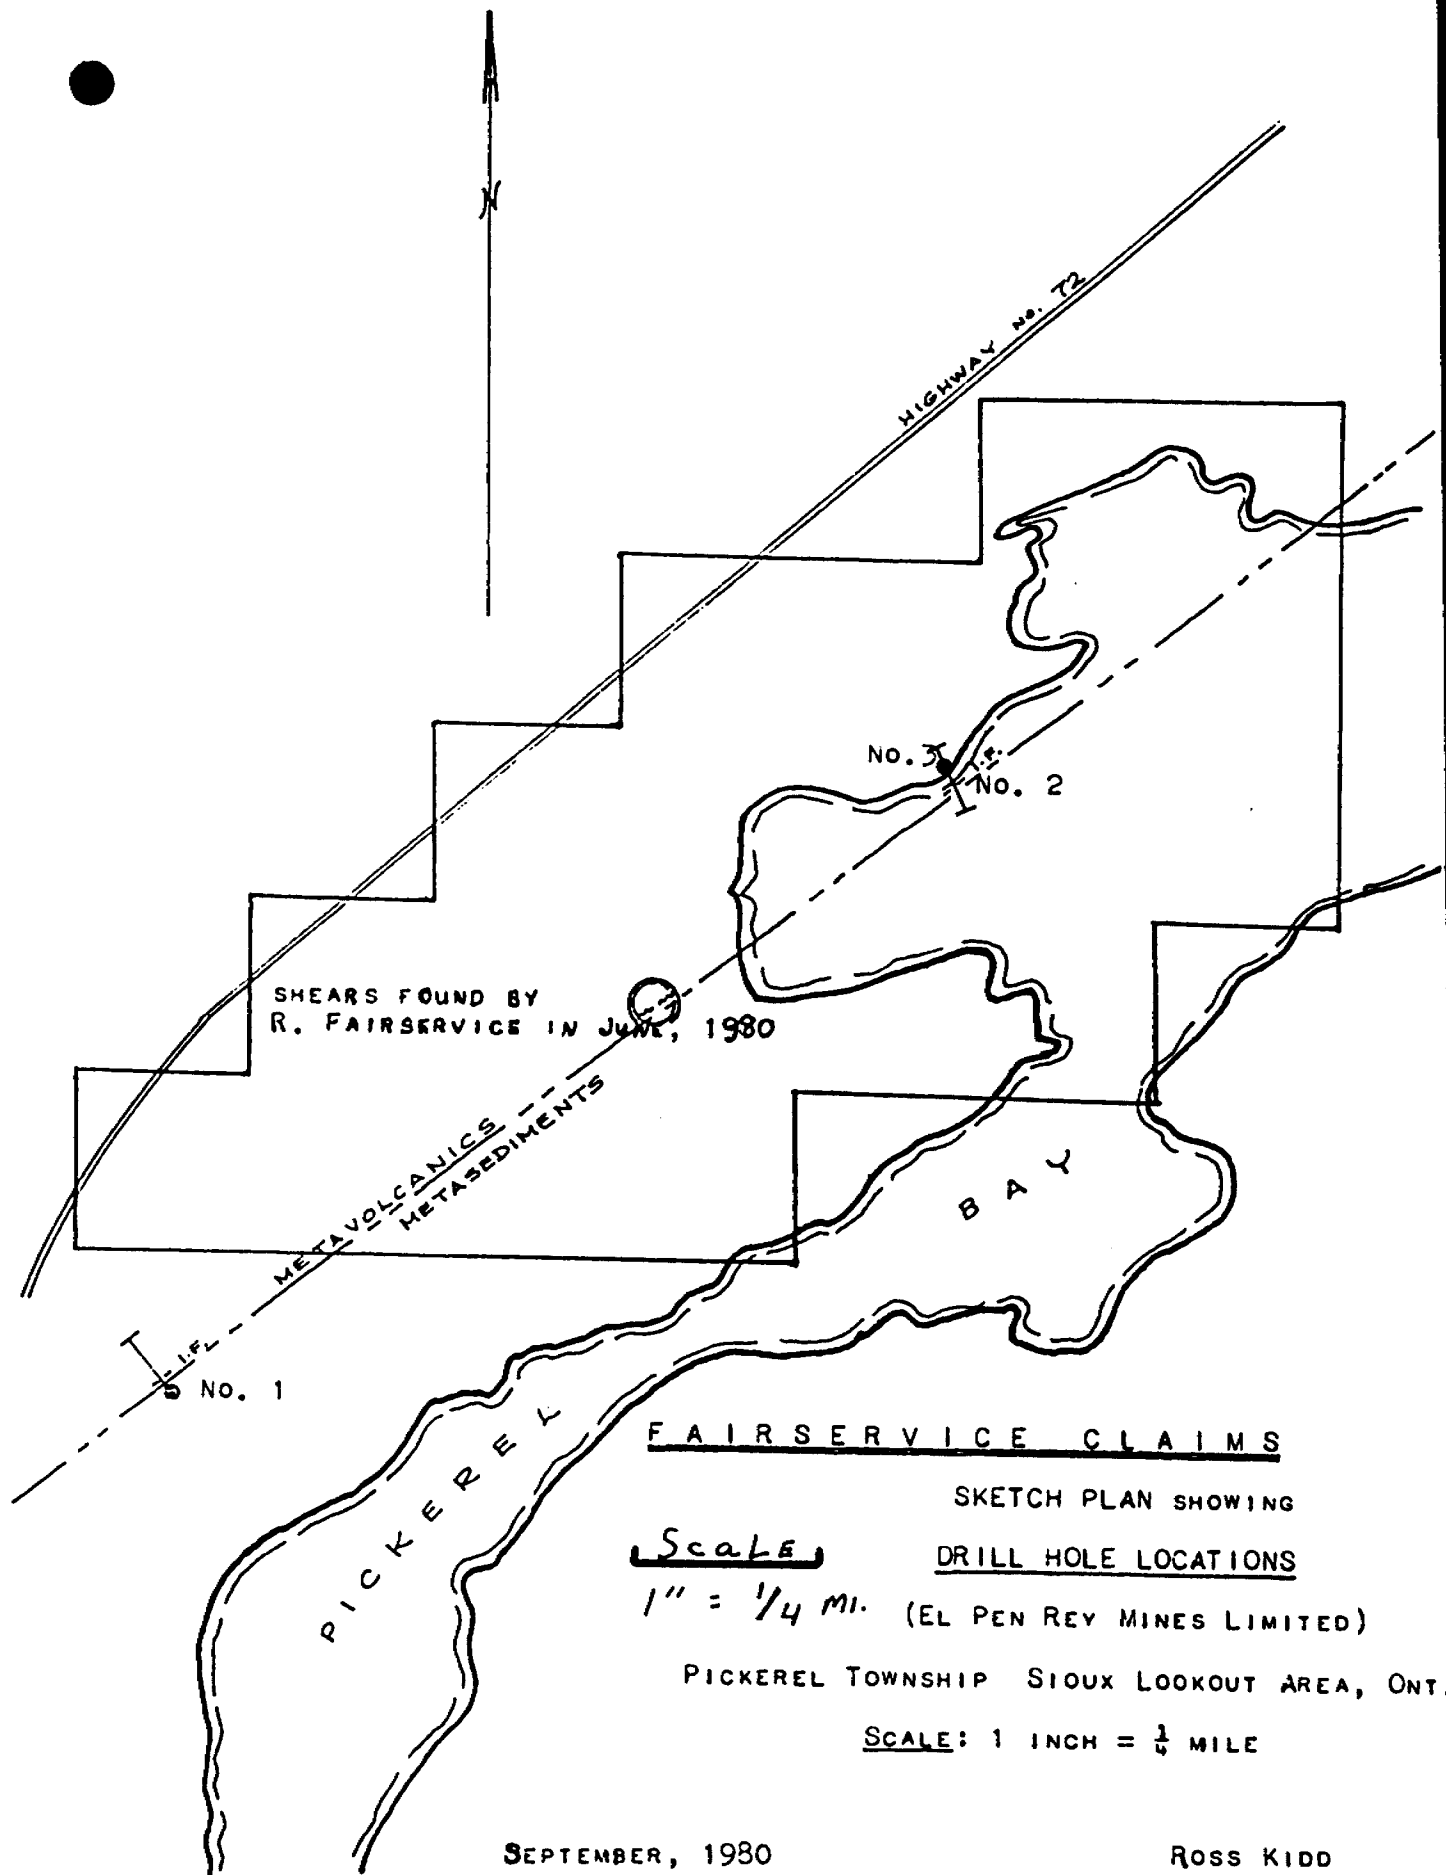 N
HIGHWAY No. 72
No. 3
I.F.
No. 2
SHEARS FOUND BY
R. FAIRSERVICE IN JUNE, 1980
METAVOLCANICS
METASEDIMENTS
BAY
I.F.
No. 1
PICKEREL
FAIRSERVICE CLAIMS
SKETCH PLAN SHOWING
Scale
DRILL HOLE LOCATIONS
1" = 1/4 MI.
(EL PEN REY MINES LIMITED)
PICKEREL TOWNSHIP SIOUX LOOKOUT AREA, ONT.
SCALE: 1 INCH = ¼ MILE
SEPTEMBER, 1980
ROSS KIDD